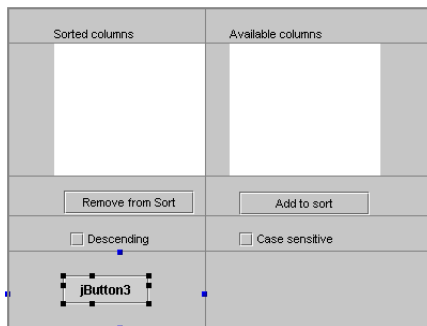 Sorted columns Available columns
Remove from Sort Add to sort
Descending Case sensitive
jButton3